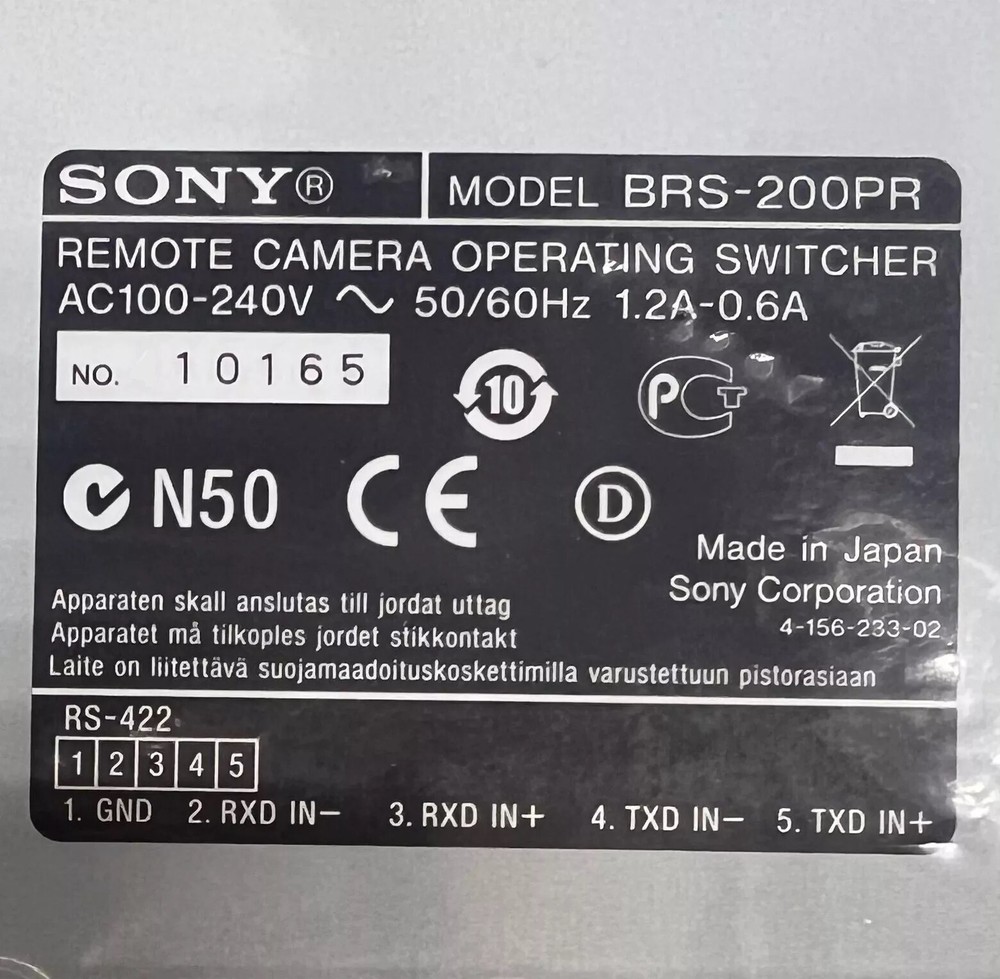 SONY® MODEL BRS-200PR
REMOTE CAMERA OPERATING SWITCHER
AC100-240V ~ 50/60Hz 1.2A-0.6A
NO. 10165
10
PCT
N50 CE D
Made in Japan
Sony Corporation
4-156-233-02
Apparaten skall anslutas till jordat uttag
Apparatet må tilkoples jordet stikkontakt
Laite on liitettävä suojamaadoituskoskettimilla varustettuun pistorasiaan
RS-422
1 2 3 4 5
1. GND 2. RXD IN− 3. RXD IN+ 4. TXD IN− 5. TXD IN+